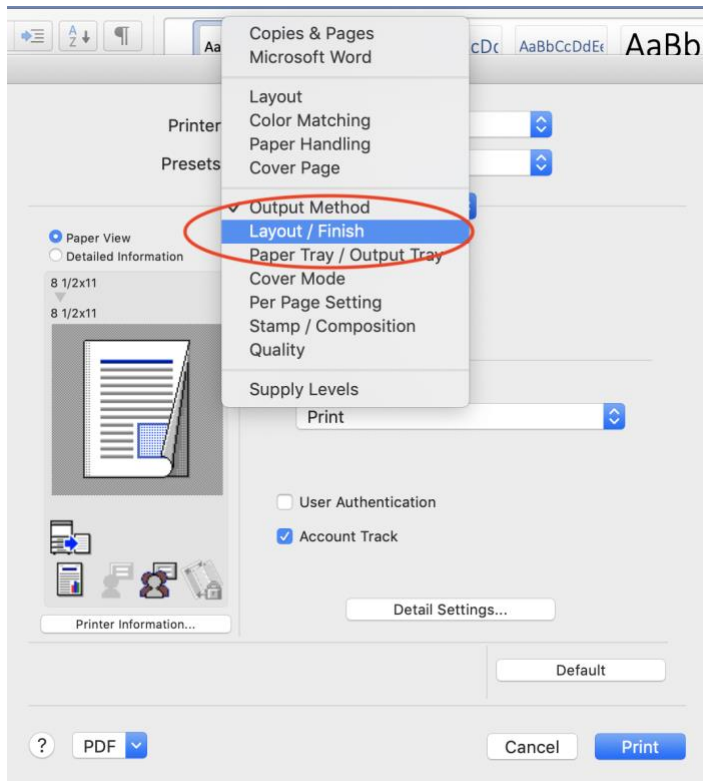 Copies & Pages
Microsoft Word
Aa
cDc AaBbCcDdEe AaBb
Layout
Color Matching
Paper Handling
Cover Page
Printer
Presets
Output Method
Layout / Finish
Paper Tray / Output Tray
Cover Mode
Per Page Setting
Stamp / Composition
Quality
Supply Levels
Paper View
Detailed Information
8 1/2x11
8 1/2x11
Print
User Authentication
Account Track
Detail Settings...
Printer Information...
Default
? PDF Cancel Print